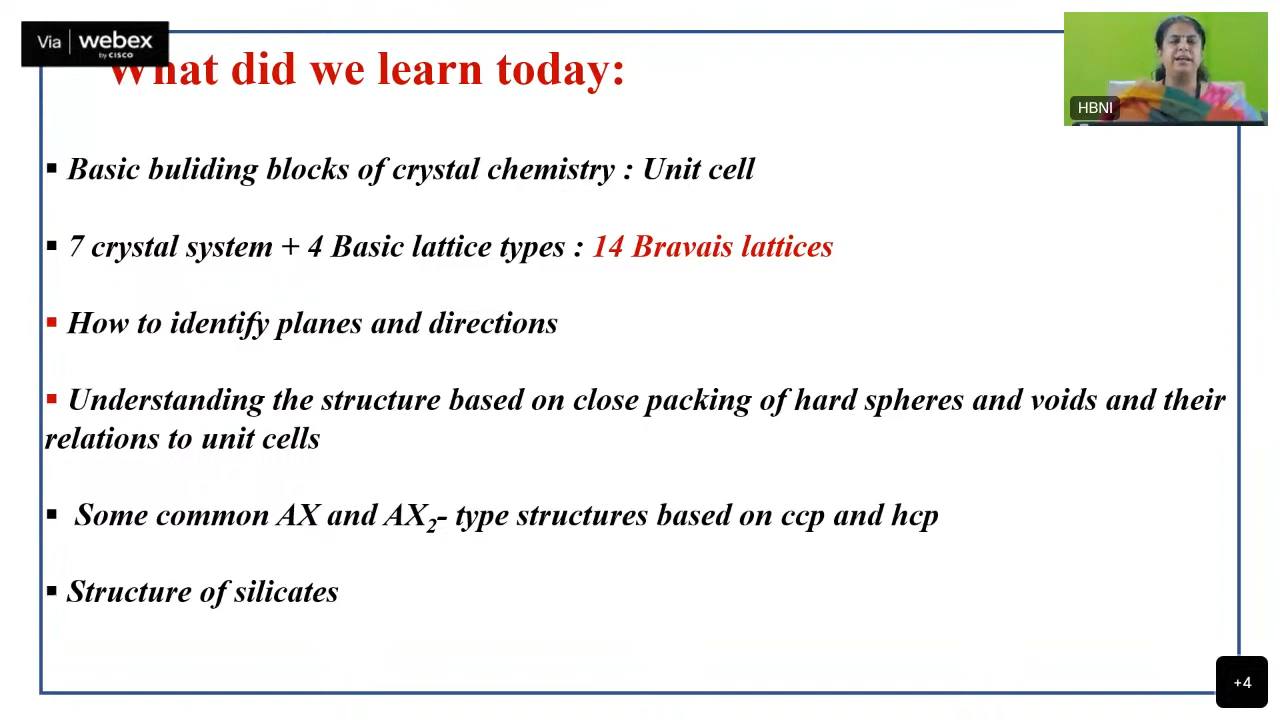 Via webex
by CISCO
What did we learn today:
HBNI
▪ Basic buliding blocks of crystal chemistry : Unit cell
▪ 7 crystal system + 4 Basic lattice types : 14 Bravais lattices
▪ How to identify planes and directions
▪ Understanding the structure based on close packing of hard spheres and voids and their
relations to unit cells
▪ Some common AX and AX₂- type structures based on ccp and hcp
▪ Structure of silicates
+4